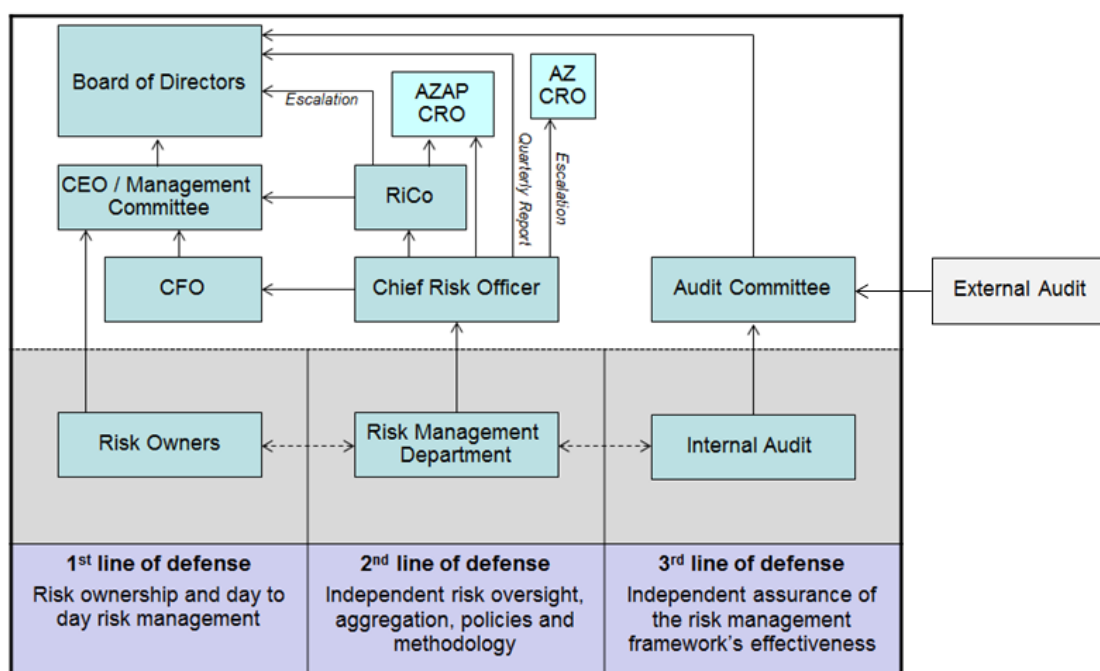 Board of Directors
Escalation
AZAP
CRO
AZ
CRO
Quarterly Report
Escalation
CEO / Management
Committee
RiCo
CFO
Chief Risk Officer
Audit Committee
External Audit
Risk Owners
Risk Management
Department
Internal Audit
1st line of defense
Risk ownership and day to
day risk management
2nd line of defense
Independent risk oversight,
aggregation, policies and
methodology
3rd line of defense
Independent assurance of
the risk management
framework's effectiveness